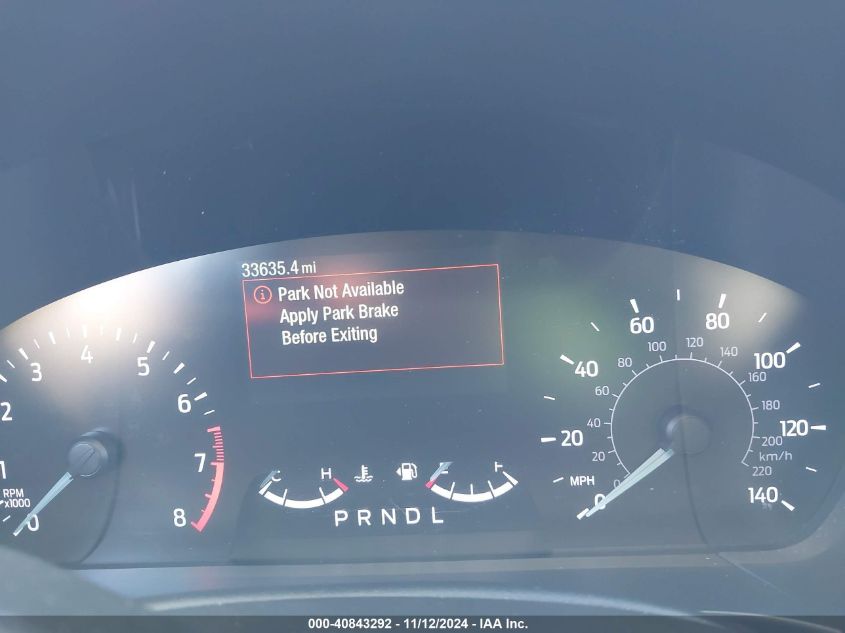 33635.4 mi
Park Not Available
Apply Park Brake
Before Exiting
0 1 2 3 4 5 6 7 8
RPM
x1000
C H
F
P R N D L
0 20 40 60 80 100 120 140
MPH
0 20 40 60 80 100 120 140 160 180 200 220
km/h
000-40843292 - 11/12/2024 - IAA Inc.